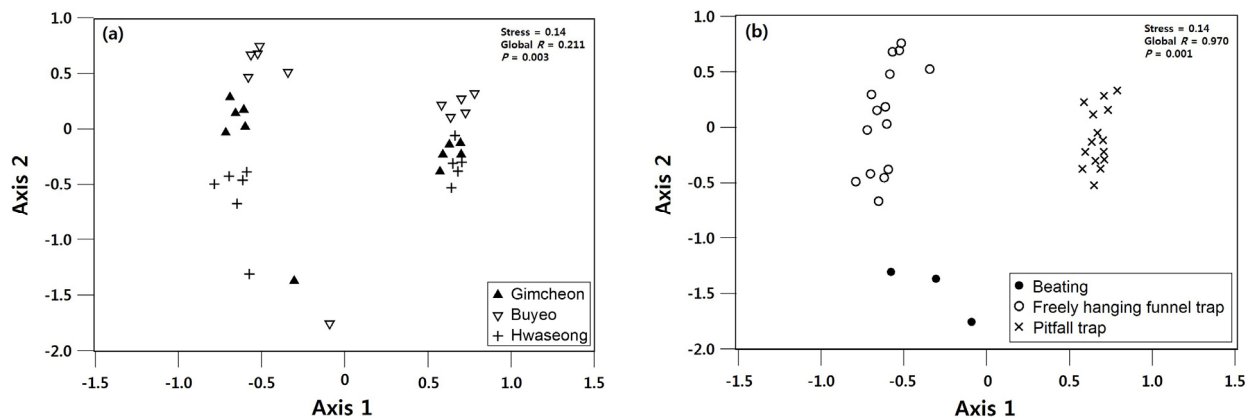 (a)
Stress = 0.14
Global R = 0.211
P = 0.003
1.0
0.5
0
-0.5
-1.0
-1.5
-2.0
Axis 2
Gimcheon
Buyeo
Hwaseong
-1.5
-1.0
-0.5
0
0.5
1.0
1.5
Axis 1
(b)
Stress = 0.14
Global R = 0.970
P = 0.001
1.0
0.5
0
-0.5
-1.0
-1.5
-2.0
Axis 2
Beating
Freely hanging funnel trap
Pitfall trap
-1.5
-1.0
-0.5
0
0.5
1.0
1.5
Axis 1